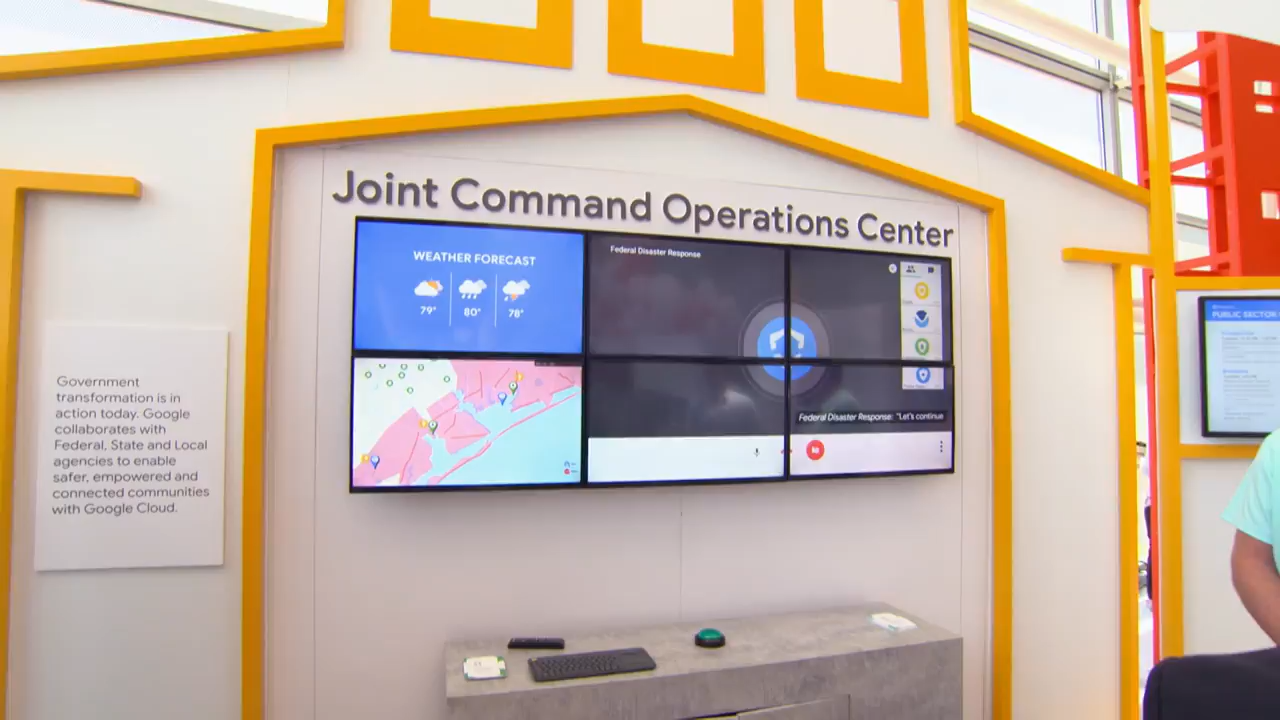 Joint Command Operations Center
WEATHER FORECAST
79° 80° 78°
Federal Disaster Response
Federal Disaster Response: "Let's continue
Government
transformation is in
action today. Google
collaborates with
Federal, State and Local
agencies to enable
safer, empowered and
connected communities
with Google Cloud.
PUBLIC SECTOR